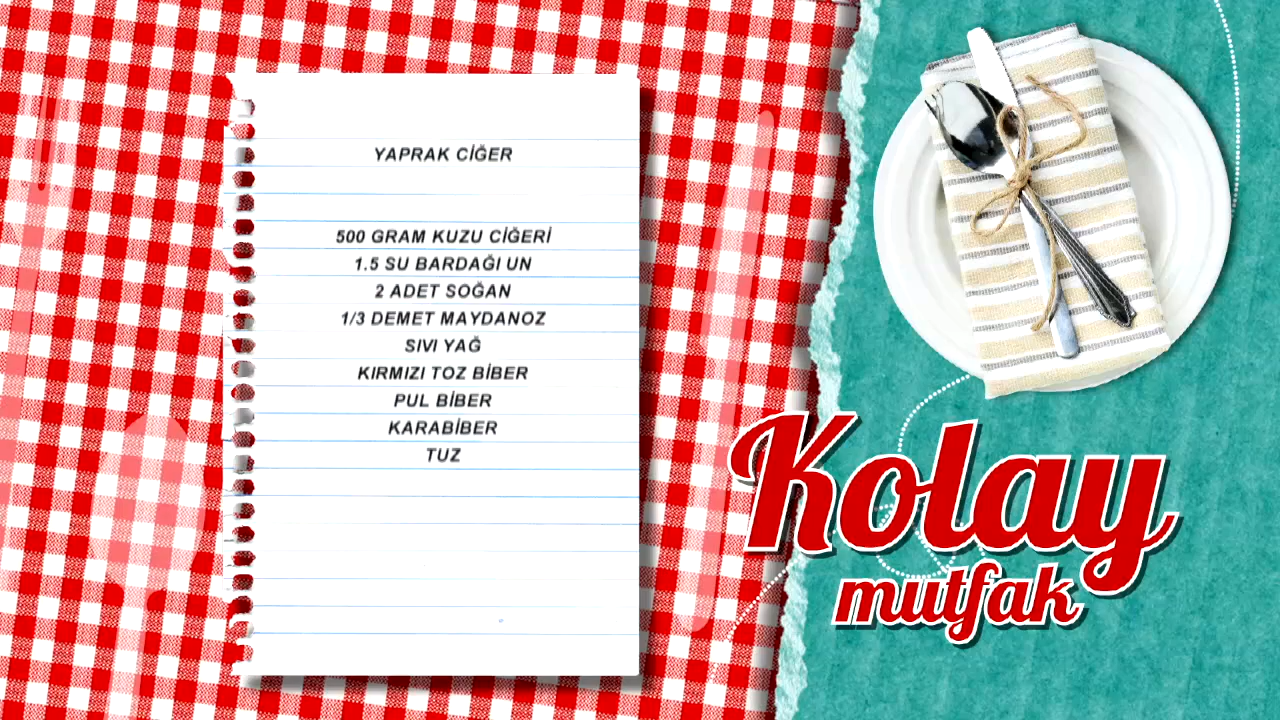 YAPRAK CİĞER
500 GRAM KUZU CİĞERİ
1.5 SU BARDAĞI UN
2 ADET SOĞAN
1/3 DEMET MAYDANOZ
SIVI YAĞ
KIRMIZI TOZ BİBER
PUL BİBER
KARABİBER
TUZ
Kolay
mutfak